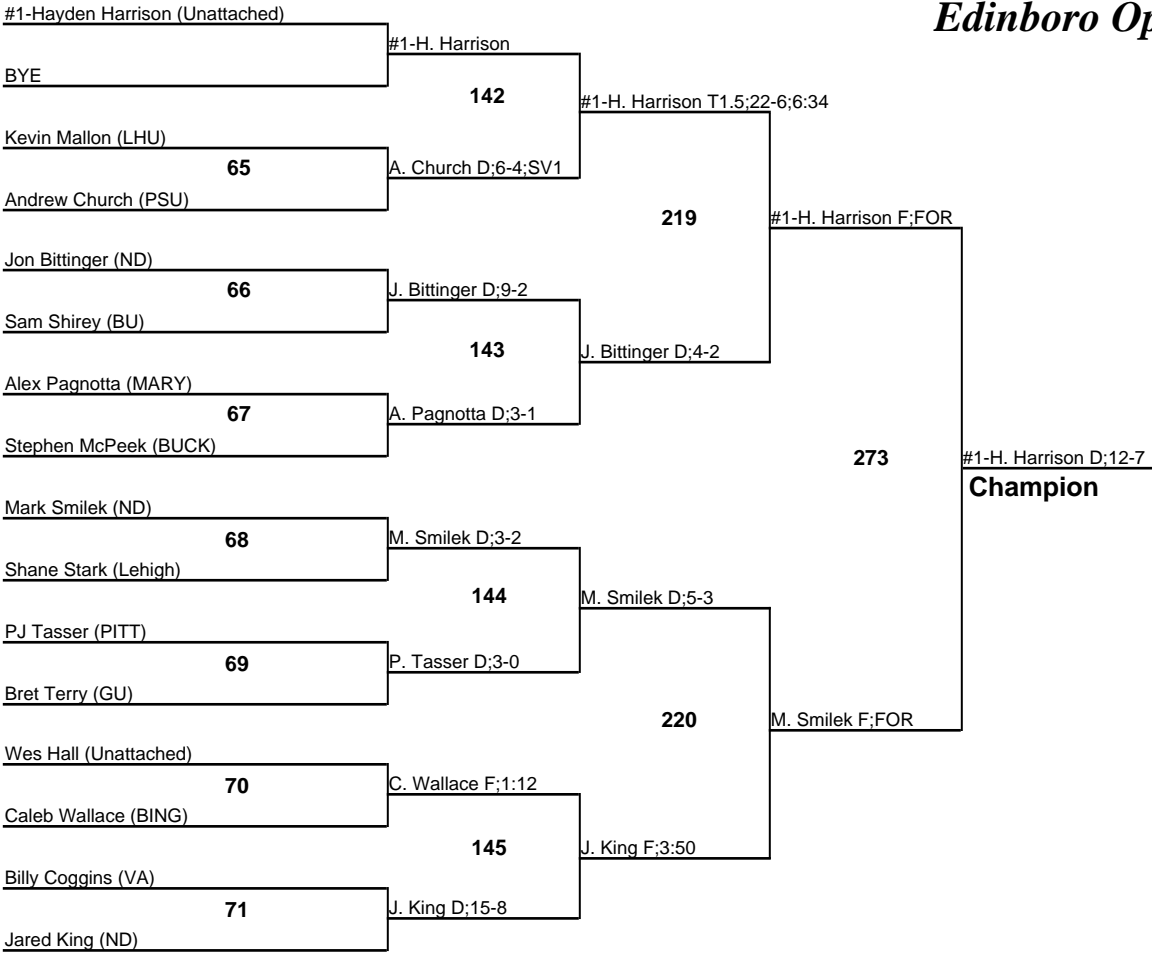 Edinboro Op
#1-Hayden Harrison (Unattached)
#1-H. Harrison
BYE
142
#1-H. Harrison T1.5;22-6;6:34
Kevin Mallon (LHU)
65
A. Church D;6-4;SV1
Andrew Church (PSU)
219
#1-H. Harrison F;FOR
Jon Bittinger (ND)
66
J. Bittinger D;9-2
Sam Shirey (BU)
143
J. Bittinger D;4-2
Alex Pagnotta (MARY)
67
A. Pagnotta D;3-1
Stephen McPeek (BUCK)
273
#1-H. Harrison D;12-7
Champion
Mark Smilek (ND)
68
M. Smilek D;3-2
Shane Stark (Lehigh)
144
M. Smilek D;5-3
PJ Tasser (PITT)
69
P. Tasser D;3-0
Bret Terry (GU)
220
M. Smilek F;FOR
Wes Hall (Unattached)
70
C. Wallace F;1:12
Caleb Wallace (BING)
145
J. King F;3:50
Billy Coggins (VA)
71
J. King D;15-8
Jared King (ND)